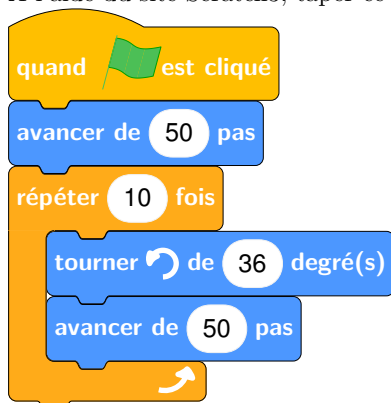 quand est cliqué
avancer de 50 pas
répéter 10 fois
tourner de 36 degré(s)
avancer de 50 pas